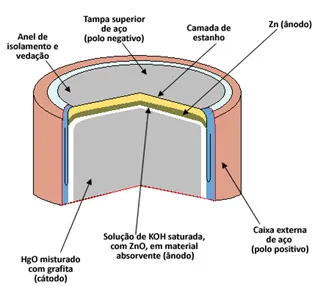 Tampa superior
de aço
(polo negativo)
Camada de
estanho
Zn (ânodo)
Anel de
isolamento e
vedação
HgO misturado
com grafita
(cátodo)
Solução de KOH saturada,
com ZnO, em material
absorvente (ânodo)
Caixa externa
de aço
(polo positivo)